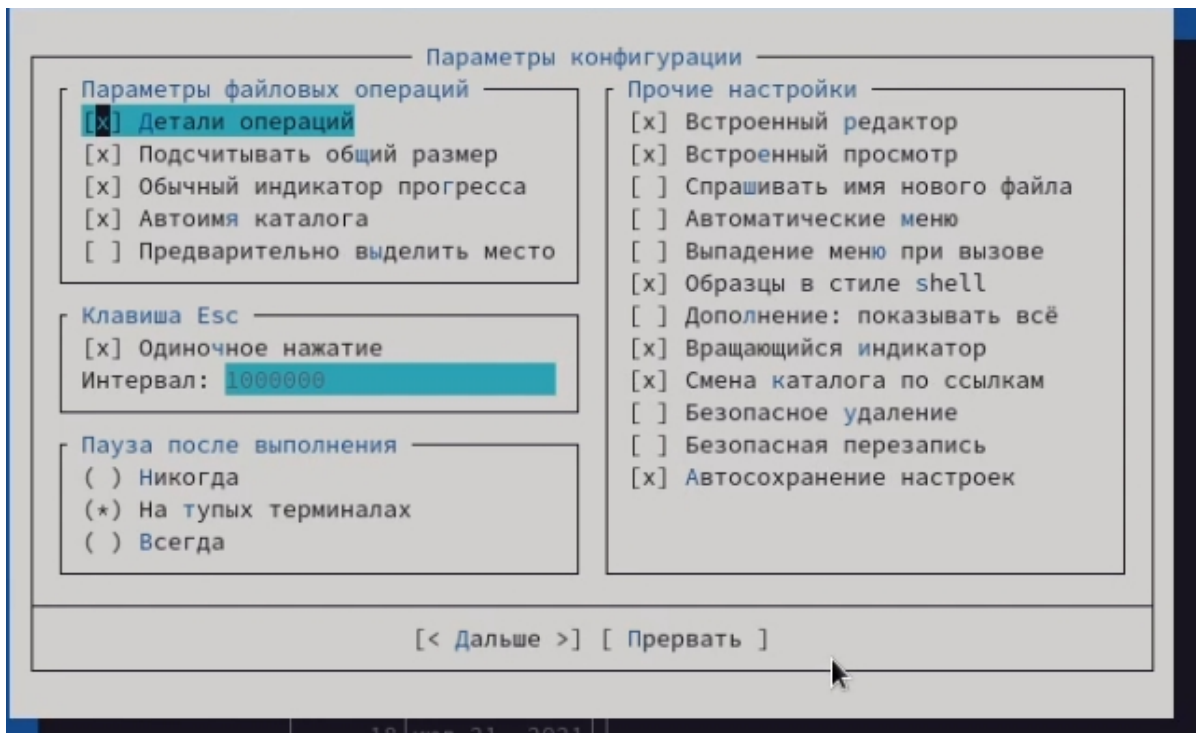 Параметры конфигурации
Параметры файловых операций
[x] Детали операций
[x] Подсчитывать общий размер
[x] Обычный индикатор прогресса
[x] Автоимя каталога
[ ] Предварительно выделить место
Клавиша Esc
[x] Одиночное нажатие
Интервал: 1000000
Пауза после выполнения
( ) Никогда
(*) На тупых терминалах
( ) Всегда
Прочие настройки
[x] Встроенный редактор
[x] Встроенный просмотр
[ ] Спрашивать имя нового файла
[ ] Автоматические меню
[ ] Выпадение меню при вызове
[x] Образцы в стиле shell
[ ] Дополнение: показывать всё
[x] Вращающийся индикатор
[x] Смена каталога по ссылкам
[ ] Безопасное удаление
[ ] Безопасная перезапись
[x] Автосохранение настроек
[< Дальше >] [ Прервать ]